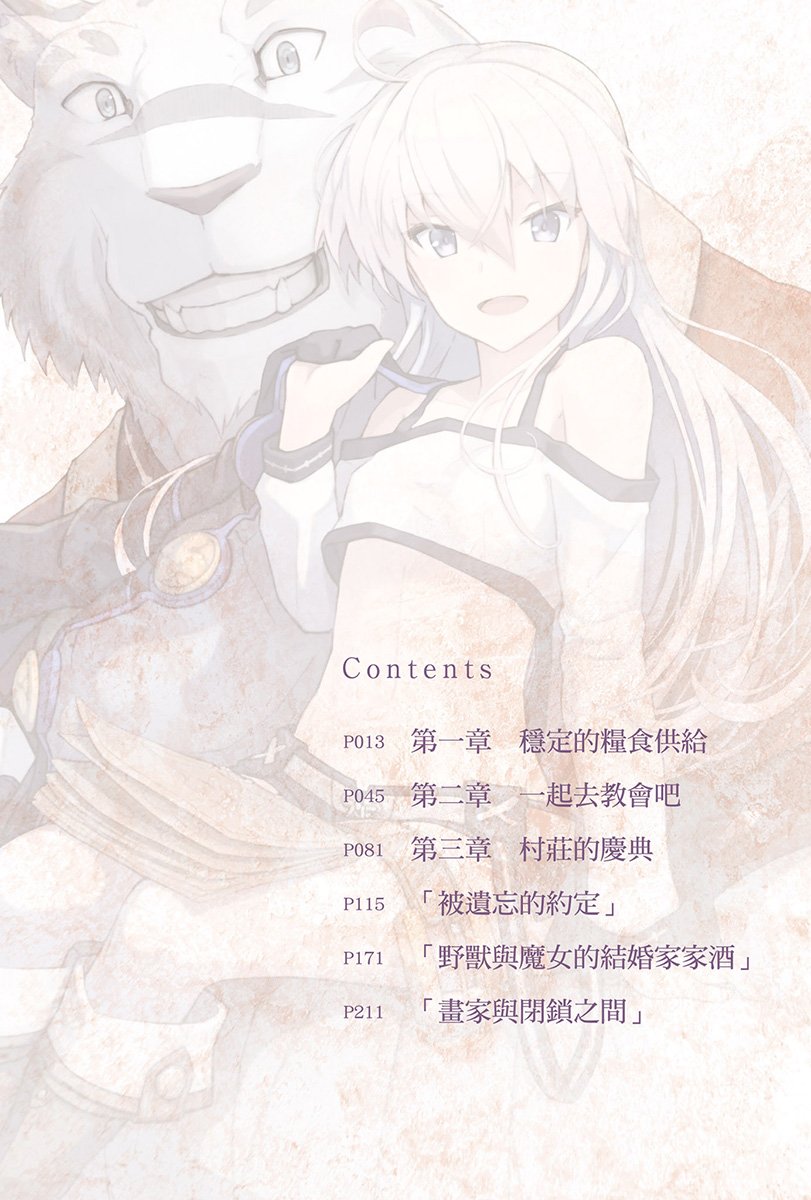 Contents
P013 第一章 穩定的糧食供給
P045 第二章 一起去教會吧
P081 第三章 村莊的慶典
P115 「被遺忘的約定」
P171 「野獸與魔女的結婚家家酒」
P211 「畫家與閉鎖之間」